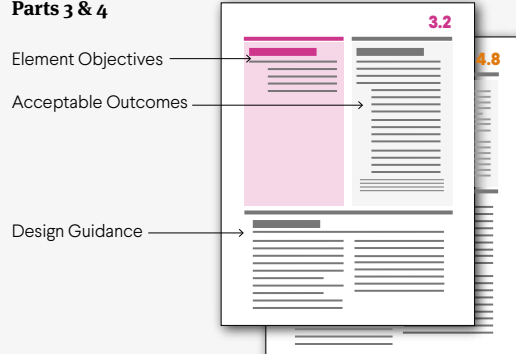 Parts 3 & 4
3.2
4.8
Element Objectives
Acceptable Outcomes
Design Guidance